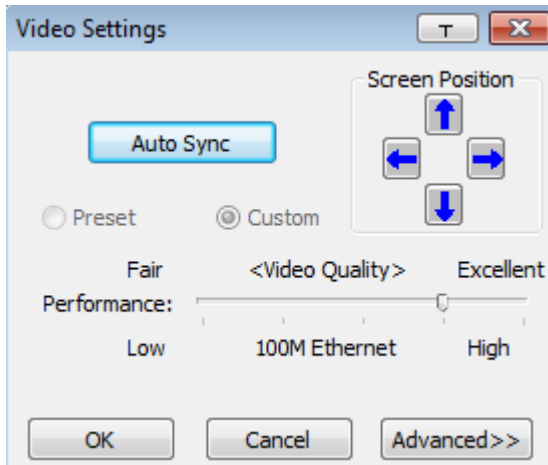 Video Settings
Screen Position
Auto Sync
Preset Custom
Fair <Video Quality> Excellent
Performance:
Low 100M Ethernet High
OK Cancel Advanced>>